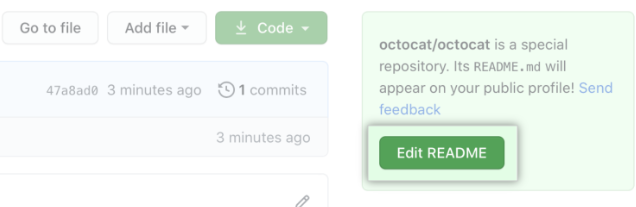 Go to file
Add file
Code
octocat/octocat is a special
repository. Its README.md will
appear on your public profile! Send
feedback
Edit README
47a8ad0 3 minutes ago 1 commits
3 minutes ago